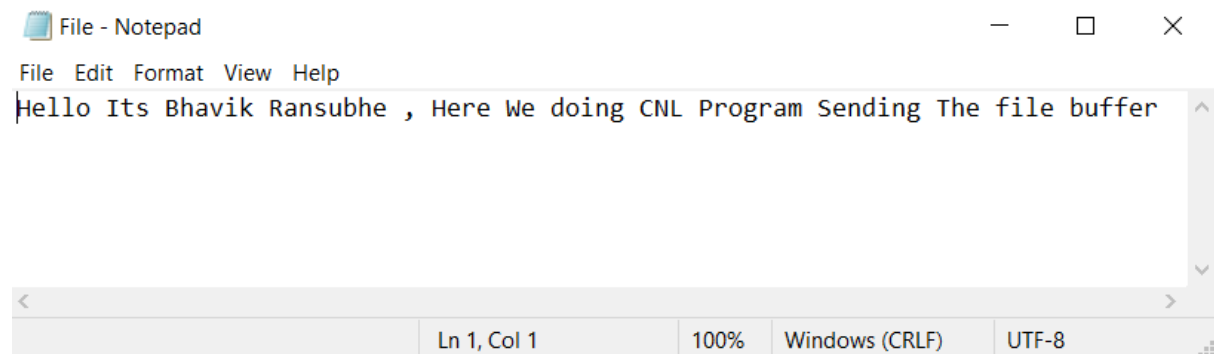 File - Notepad
File Edit Format View Help
Hello Its Bhavik Ransubhe , Here We doing CNL Program Sending The file buffer
Ln 1, Col 1 100% Windows (CRLF) UTF-8